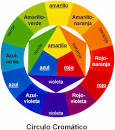 amarillo
Amarillo-
verde
Amarillo-
naranja
verde
amarillo
naranja
azul
rojo
Azul-
verde
Rojo-
naranja
azul
rojo
violeta
Azul-
violeta
Rojo-
violeta
violeta
Círculo Cromático